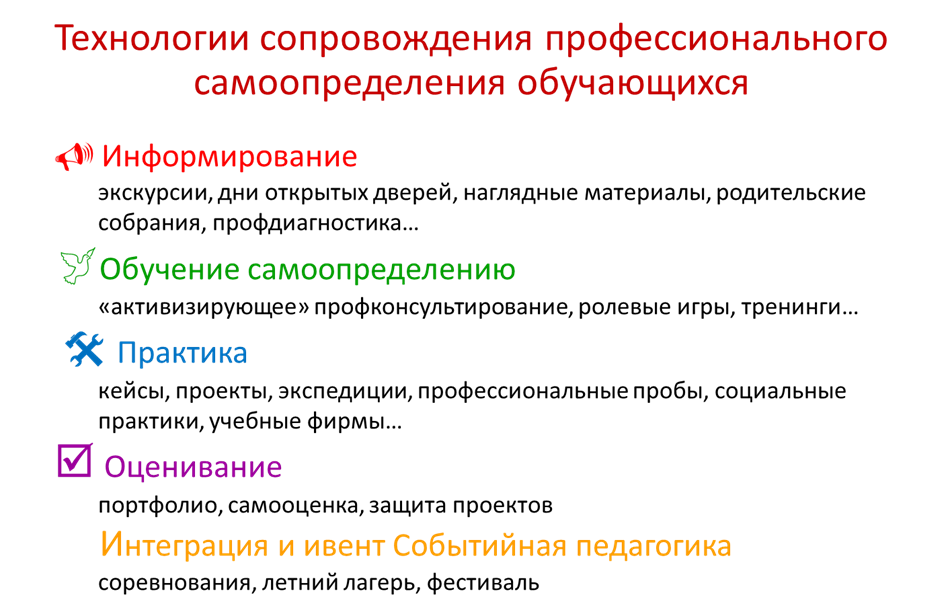 Технологии сопровождения профессионального
самоопределения обучающихся
Информирование
экскурсии, дни открытых дверей, наглядные материалы, родительские
собрания, профдиагностика...
Обучение самоопределению
«активизирующее» профконсультирование, ролевые игры, тренинги...
Практика
кейсы, проекты, экспедиции, профессиональные пробы, социальные
практики, учебные фирмы...
Оценивание
портфолио, самооценка, защита проектов
Интеграция и ивент Событийная педагогика
соревнования, летний лагерь, фестиваль